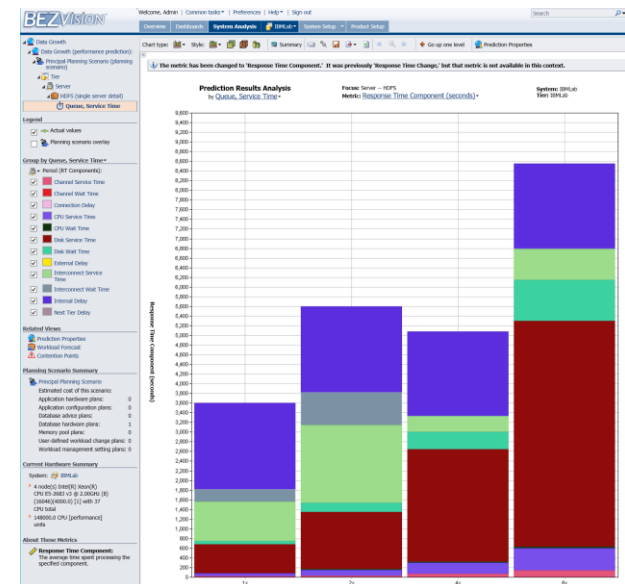 BEZVISION
Welcome, Admin | Common tasks | Preferences | Help | Sign out
Search
Overview Dashboards System Analysis IBMLab System Setup Product Setup
Data Growth
Data Growth (performance prediction):
Principal Planning Scenario (planning scenario)
Tier
Server
HDFS (single server detail)
Queue, Service Time
Chart type: Style: Summary Go up one level Prediction Properties
The metric has been changed to 'Response Time Component.' It was previously 'Response Time Change,' but that metric is not available in this context.
Prediction Results Analysis
by Queue, Service Time
Focus: Server — HDFS
Metric: Response Time Component (seconds)
System: IBMLab
Tier: IBMLab
Legend
Actual values
Planning scenario overlay
Group by Queue, Service Time
Period (RT Components):
Channel Service Time
Channel Wait Time
Connection Delay
CPU Service Time
CPU Wait Time
Disk Service Time
Disk Wait Time
External Delay
Interconnect Service
Time
Interconnect Wait Time
Internal Delay
Next Tier Delay
Related Views
Prediction Properties
Workload Forecast
Contention Points
Planning Scenario Summary
Principal Planning Scenario
Estimated cost of this scenario:
Application hardware plans: 0
Application configuration plans: 0
Database advice plans: 0
Database hardware plans: 1
Memory pool plans: 0
User-defined workload change plans: 0
Workload management setting plans: 0
Current Hardware Summary
System: IBMLab
4 node(s) Intel(R) Xeon(R)
CPU total
148000.0 CPU [performance]
units
About These Metrics
Response Time Component:
The average time spent processing the
specified component.
Response Time Component (seconds)
9,600
9,400
9,200
9,000
8,800
8,600
8,400
8,200
8,000
7,800
7,600
7,400
7,200
7,000
6,800
6,600
6,400
6,200
6,000
5,800
5,600
5,400
5,200
5,000
4,800
4,600
4,400
4,200
4,000
3,800
3,600
3,400
3,200
3,000
2,800
2,600
2,400
2,200
2,000
1,800
1,600
1,400
1,200
1,000
800
600
400
200
0
1x 2x 4x